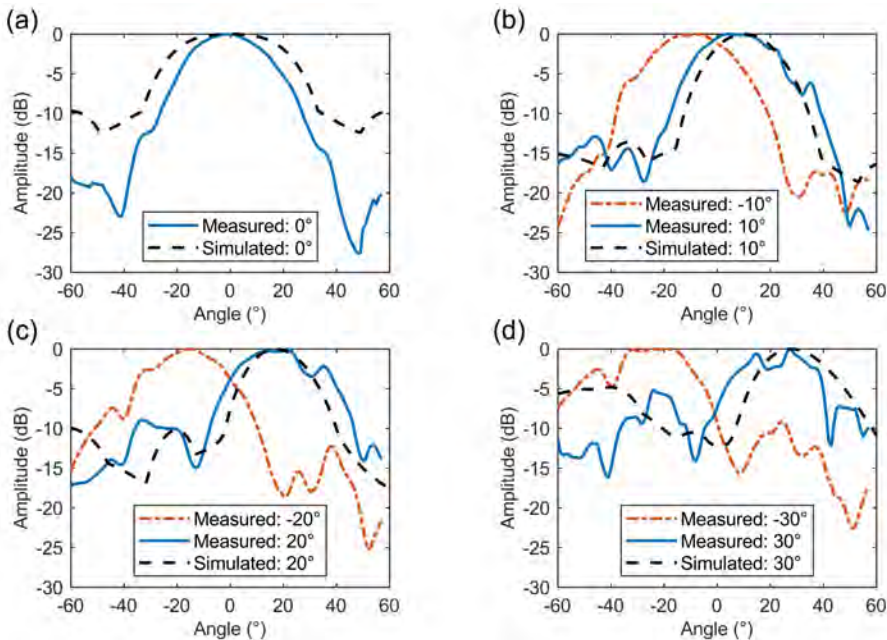 (a)
0
-5
-10
-15
-20
-25
-30
Amplitude (dB)
Measured: 0°
Simulated: 0°
-60 -40 -20 0 20 40 60
Angle (°)
(b)
0
-5
-10
-15
-20
-25
-30
Amplitude (dB)
Measured: -10°
Measured: 10°
Simulated: 10°
-60 -40 -20 0 20 40 60
Angle (°)
(c)
0
-5
-10
-15
-20
-25
-30
Amplitude (dB)
Measured: -20°
Measured: 20°
Simulated: 20°
-60 -40 -20 0 20 40 60
Angle (°)
(d)
0
-5
-10
-15
-20
-25
-30
Amplitude (dB)
Measured: -30°
Measured: 30°
Simulated: 30°
-60 -40 -20 0 20 40 60
Angle (°)